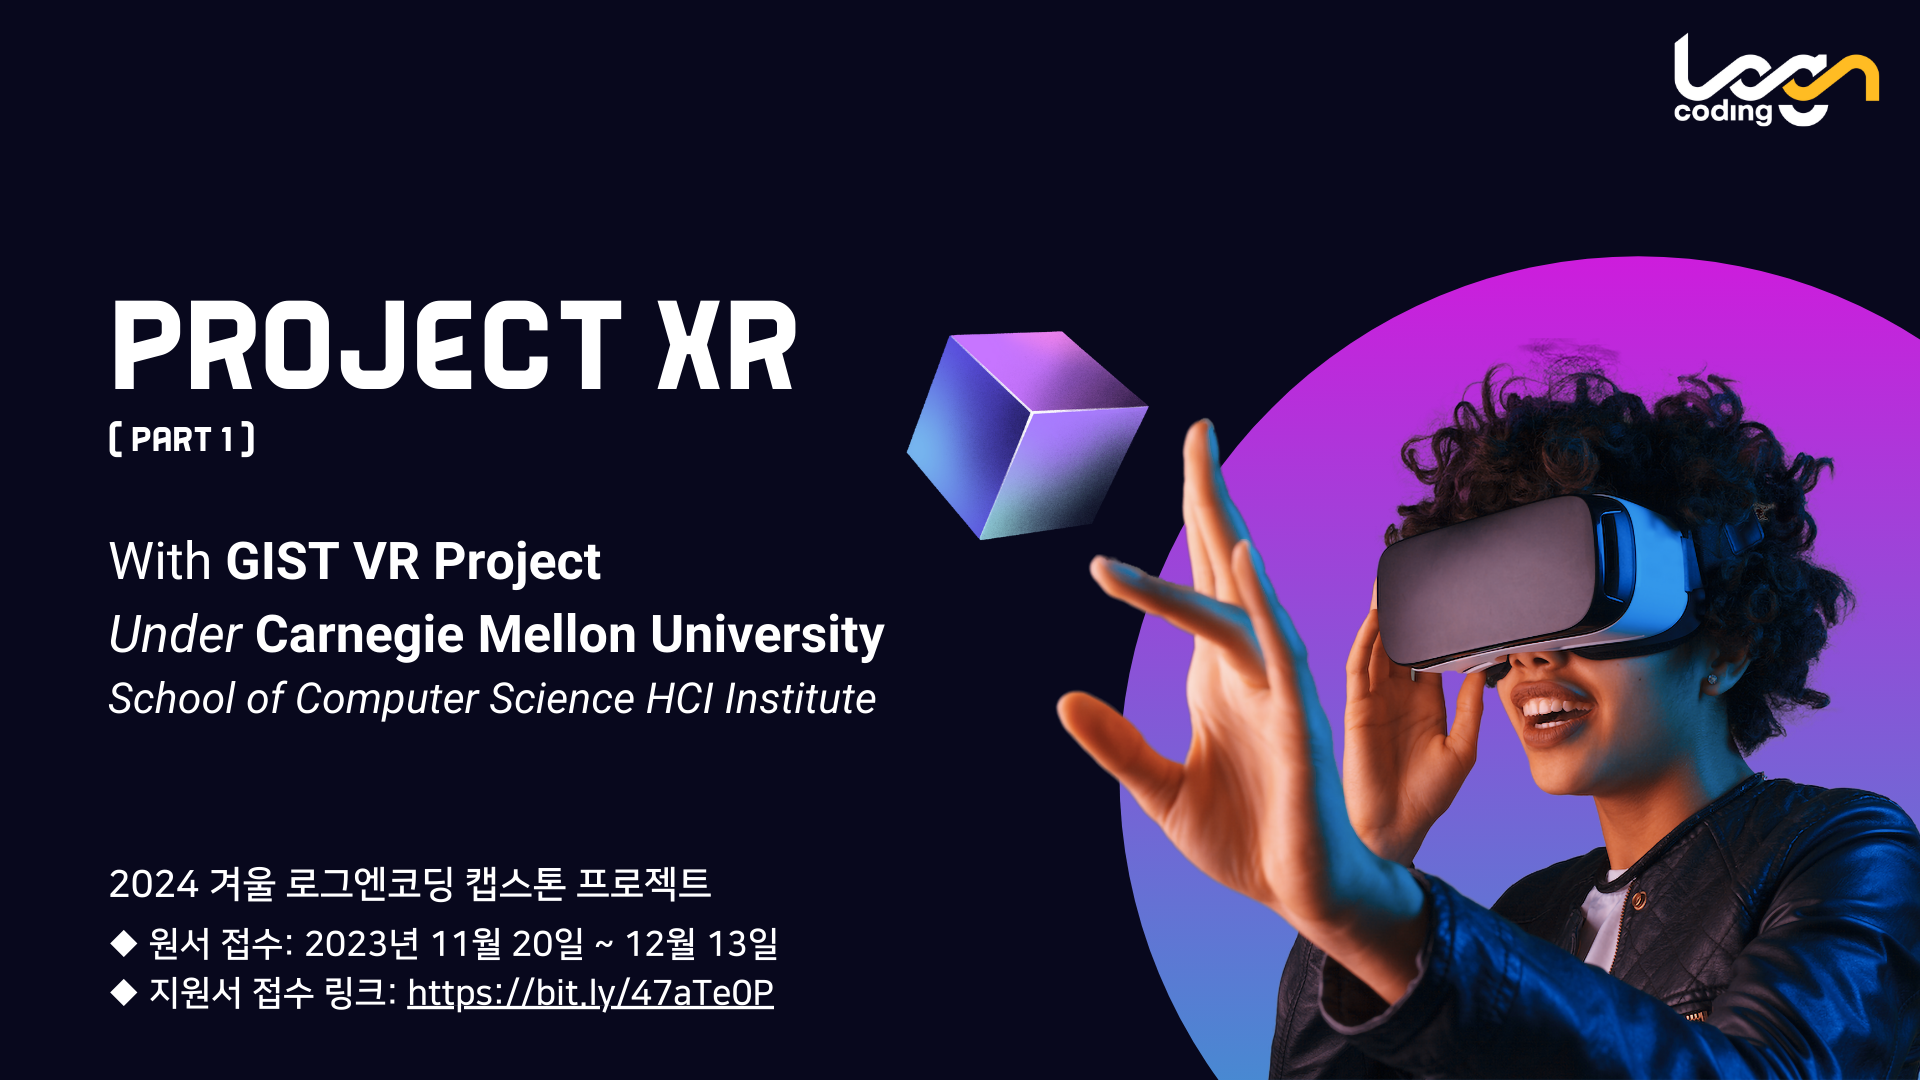 Logn
coding
PROJECT XR
( PART 1 )
With GIST VR Project
Under Carnegie Mellon University
School of Computer Science HCI Institute
2024 겨울 로그엔코딩 캡스톤 프로젝트
◆ 원서 접수: 2023년 11월 20일 ~ 12월 13일
◆ 지원서 접수 링크: https://bit.ly/47aTe0P